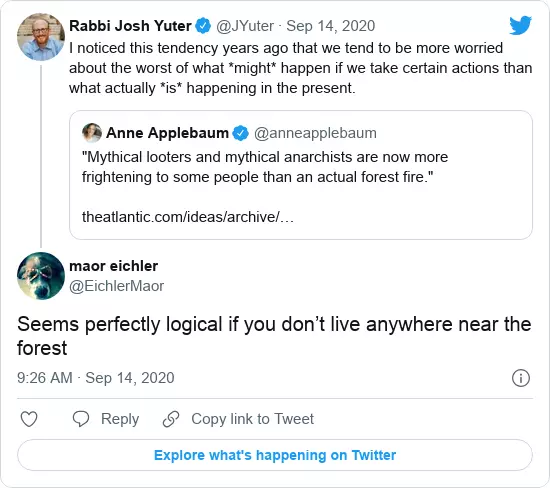 Rabbi Josh Yuter @JYuter · Sep 14, 2020
I noticed this tendency years ago that we tend to be more worried
about the worst of what *might* happen if we take certain actions than
what actually *is* happening in the present.
Anne Applebaum @anneapplebaum
"Mythical looters and mythical anarchists are now more
frightening to some people than an actual forest fire."
theatlantic.com/ideas/archive/…
maor eichler
@EichlerMaor
Seems perfectly logical if you don’t live anywhere near the
forest
9:26 AM · Sep 14, 2020
Reply Copy link to Tweet
Explore what's happening on Twitter